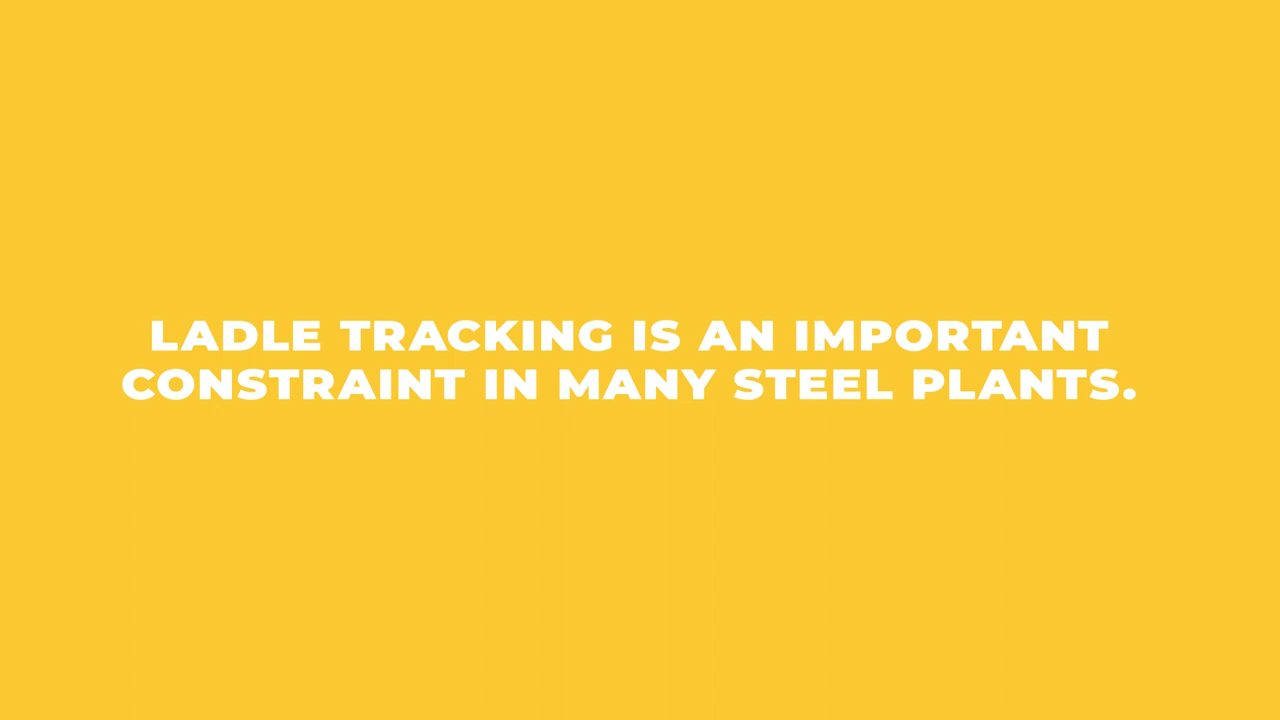 LADLE TRACKING IS AN IMPORTANT
CONSTRAINT IN MANY STEEL PLANTS.